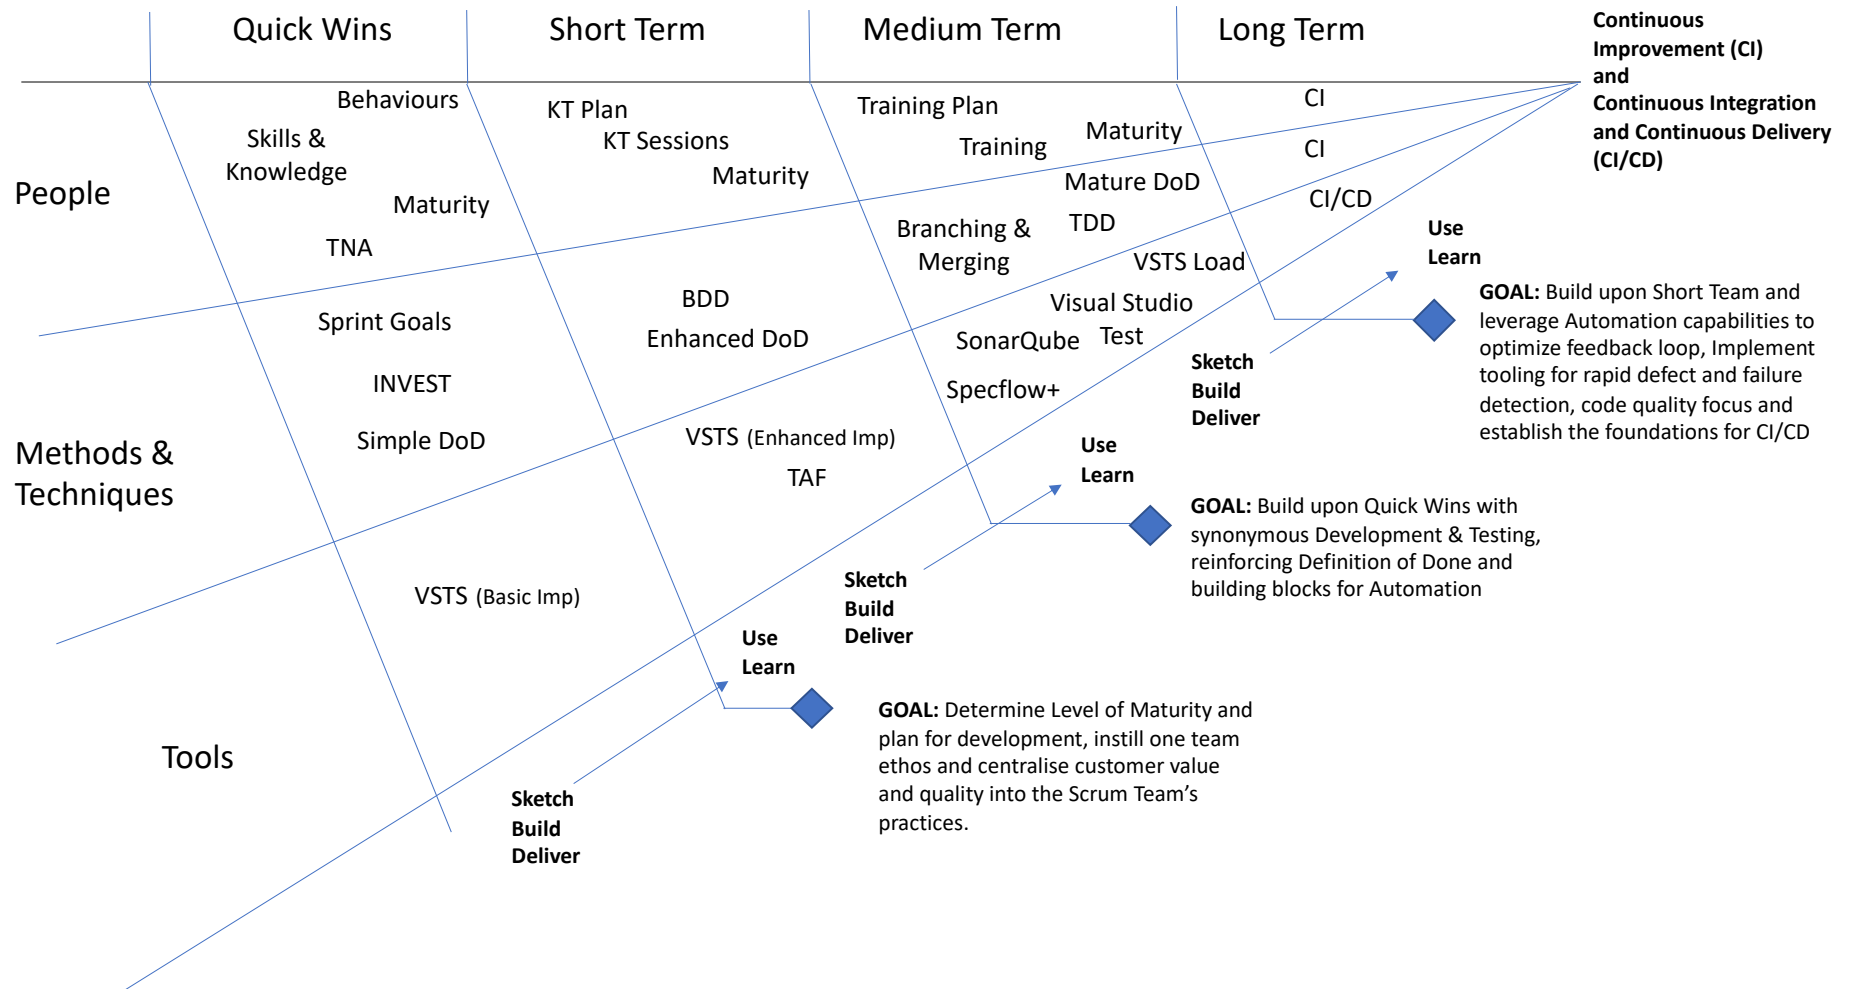 Quick Wins
Short Term
Medium Term
Long Term
Continuous
Improvement (CI)
and
Continuous Integration
and Continuous Delivery
(CI/CD)
People
Behaviours
Skills &
Knowledge
Maturity
TNA
KT Plan
KT Sessions
Maturity
Training Plan
Training
Maturity
CI
Methods &
Techniques
Sprint Goals
INVEST
Simple DoD
BDD
Enhanced DoD
Mature DoD
TDD
Branching &
Merging
CI
Tools
VSTS (Basic Imp)
VSTS (Enhanced Imp)
TAF
VSTS Load
Visual Studio
Test
SonarQube
Specflow+
CI/CD
Use
Learn
Sketch
Build
Deliver
GOAL: Build upon Short Team and
leverage Automation capabilities to
optimize feedback loop, Implement
tooling for rapid defect and failure
detection, code quality focus and
establish the foundations for CI/CD
Use
Learn
Sketch
Build
Deliver
GOAL: Build upon Quick Wins with
synonymous Development & Testing,
reinforcing Definition of Done and
building blocks for Automation
Use
Learn
Sketch
Build
Deliver
GOAL: Determine Level of Maturity and
plan for development, instill one team
ethos and centralise customer value
and quality into the Scrum Team’s
practices.